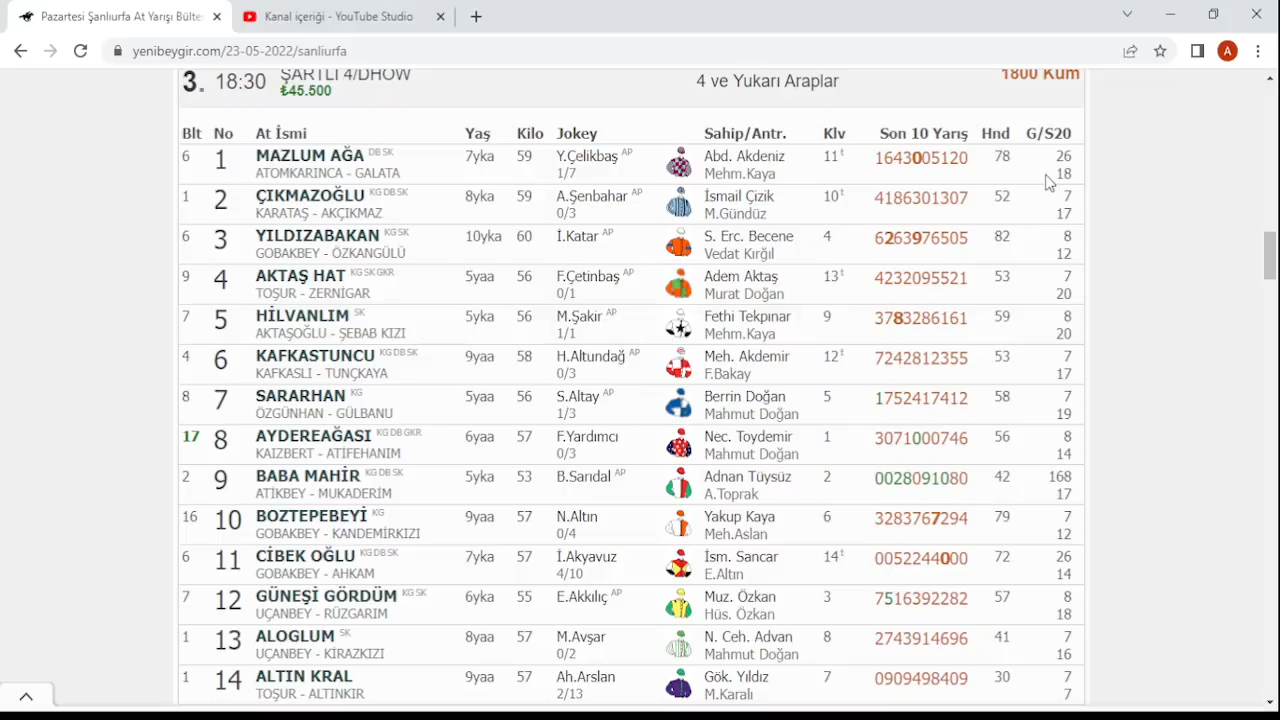 Pazartesi Şanlıurfa At Yarışı Bülte
Kanal içeriği - YouTube Studio
yenibeygir.com/23-05-2022/sanliurfa
A
3. 18:30 ŞARTLI 4/DHÖW 4 ve Yukarı Araplar 1800 Kum
₺45.500
Blt No At İsmi Yaş Kilo Jokey Sahip/Antr. Klv Son 10 Yarış Hnd G/S20
6 1 MAZLUM AĞA DB SK 7yka 59 Y.Çelikbaş AP Abd. Akdeniz 11t 1643005120 78 26
ATOMKARINCA - GALATA 1/7 Mehm.Kaya 18
1 2 ÇIKMAZOĞLU KG DB SK 8yka 59 A.Şenbahar AP İsmail Çizik 10t 4186301307 52 7
KARATAŞ - AKÇIKMAZ 0/3 M.Gündüz 17
6 3 YILDIZABAKAN KG SK 10yka 60 İ.Katar AP S. Erc. Becene 4 6263976505 82 8
GOBAKBEY - ÖZKANGÜLÜ Vedat Kırğıl 12
9 4 AKTAŞ HAT KG SK GKR 5yaa 56 F.Çetinbaş AP Adem Aktaş 13t 4232095521 53 7
TOŞUR - ZERNİGAR 0/1 Murat Doğan 20
7 5 HİLVANLIM SK 5yka 56 M.Şakir AP Fethi Tekpınar 9 3783286161 59 8
AKTAŞOĞLU - ŞEBAB KIZI 1/1 Mehm.Kaya 20
4 6 KAFKASTUNCU KG DB SK 9yaa 58 H.Altundağ AP Meh. Akdemir 12t 7242812355 53 7
KAFKASLI - TUNÇKAYA 0/3 F.Bakay 17
8 7 SARARHAN KG 5yaa 56 S.Altay AP Berrin Doğan 5 1752417412 58 7
ÖZGÜNHAN - GÜLBANU 1/3 Mahmut Doğan 19
17 8 AYDEREAĞASI KG DB GKR 6yaa 57 F.Yardımcı Nec. Toydemir 1 3071000746 56 8
KAIZBERT - ATİFEHANIM 0/3 Mahmut Doğan 14
2 9 BABA MAHİR KG DB SK 5yka 53 B.Sarıdal AP Adnan Tüysüz 2 0028091080 42 168
ATİKBEY - MUKADERİM A.Toprak 17
16 10 BOZTEPEBEYİ KG 9yaa 57 N.Altın Yakup Kaya 6 3283767294 79 7
GOBAKBEY - KANDEMİRKIZI 0/4 Meh.Aslan 12
6 11 CİBEK OĞLU KG DB SK 7yka 57 İ.Akyavuz İsm. Sancar 14t 0052244000 72 26
GOBAKBEY - AHKAM 4/10 E.Altın 14
7 12 GÜNEŞİ GÖRDÜM KG SK 6yka 55 E.Akkılıç AP Muz. Özkan 3 7516392282 57 8
UÇANBEY - RÜZGARIM Hüs. Özkan 18
1 13 ALOGLUM SK 8yaa 57 M.Avşar N. Ceh. Advan 8 2743914696 41 7
UÇANBEY - KİRAZKIZI 0/2 Mahmut Doğan 16
1 14 ALTIN KRAL 9yaa 57 Ah.Arslan Gök. Yıldız 7 0909498409 30 7
TOŞUR - ALTINKIR 2/13 M.Karalı 7